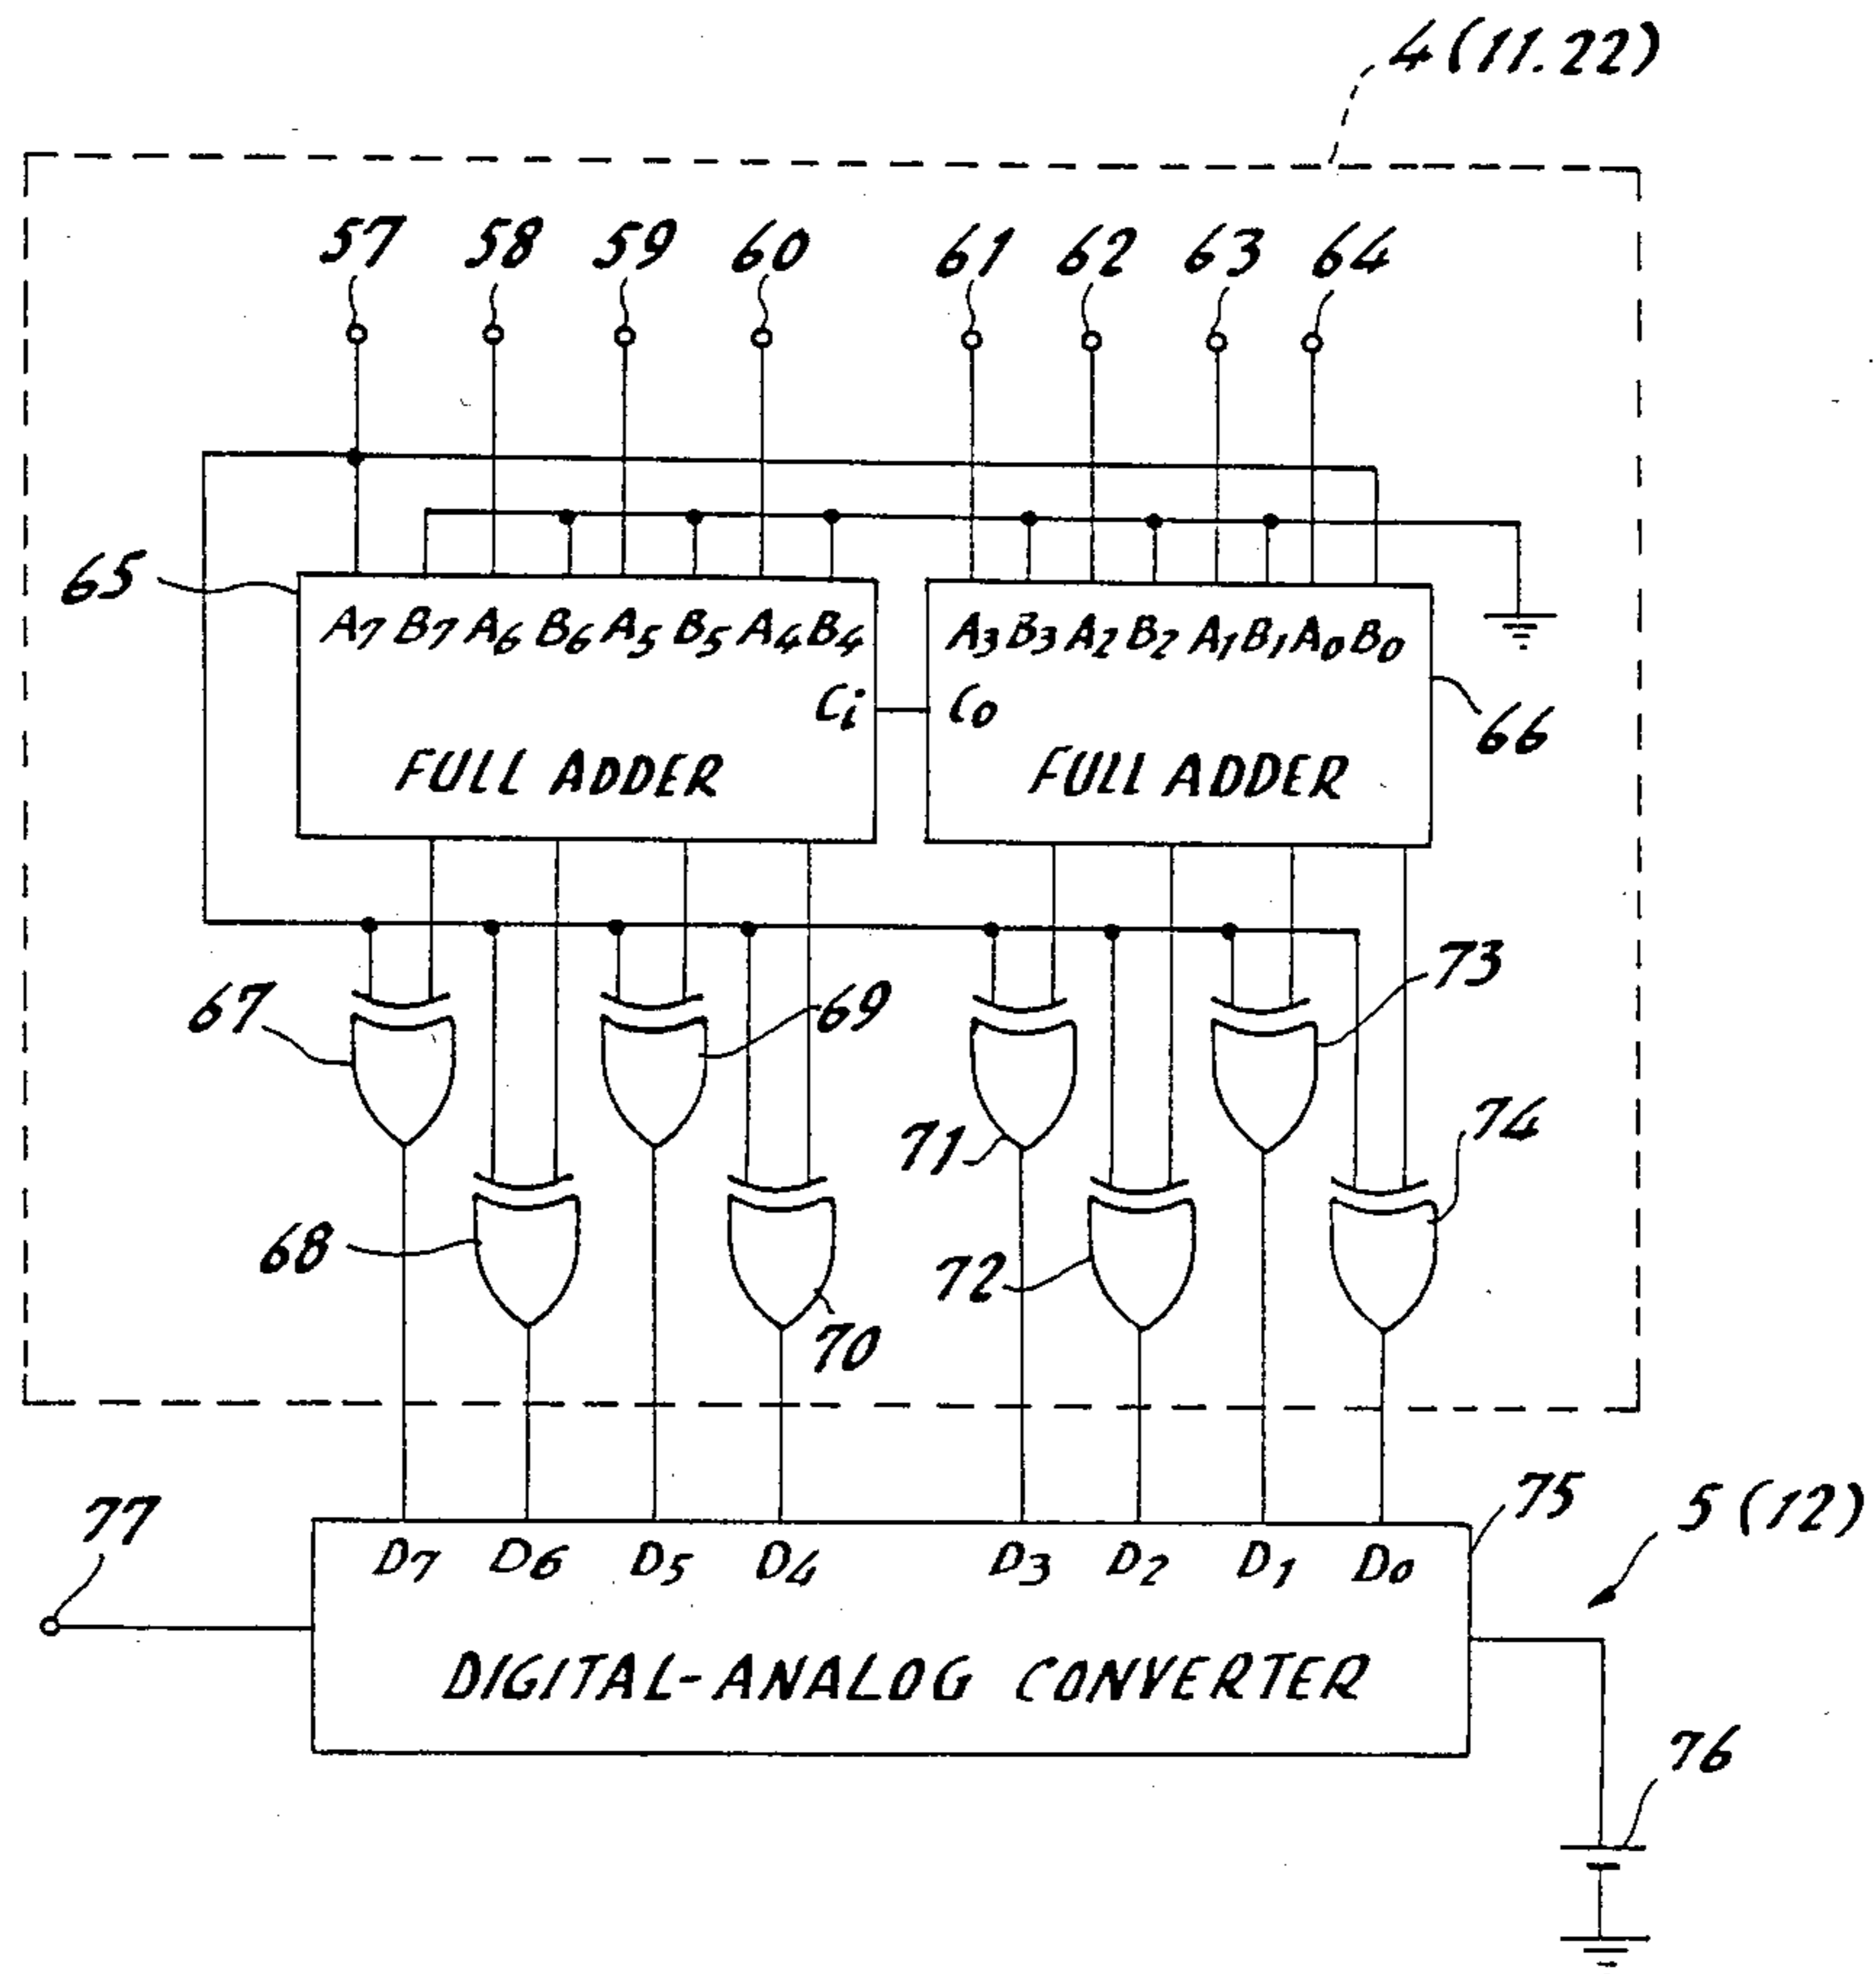 4 (11.22)
57 58 59 60 61 62 63 64
65
A7 B7 A6 B6 A5 B5 A4 B4
A3 B3 A2 B2 A1 B1 A0 B0
Ci
Co
66
FULL ADDER
FULL ADDER
67
69
73
71
74
68
70
72
77
75
5 (12)
D7 D6 D5 D4 D3 D2 D1 D0
DIGITAL-ANALOG CONVERTER
76